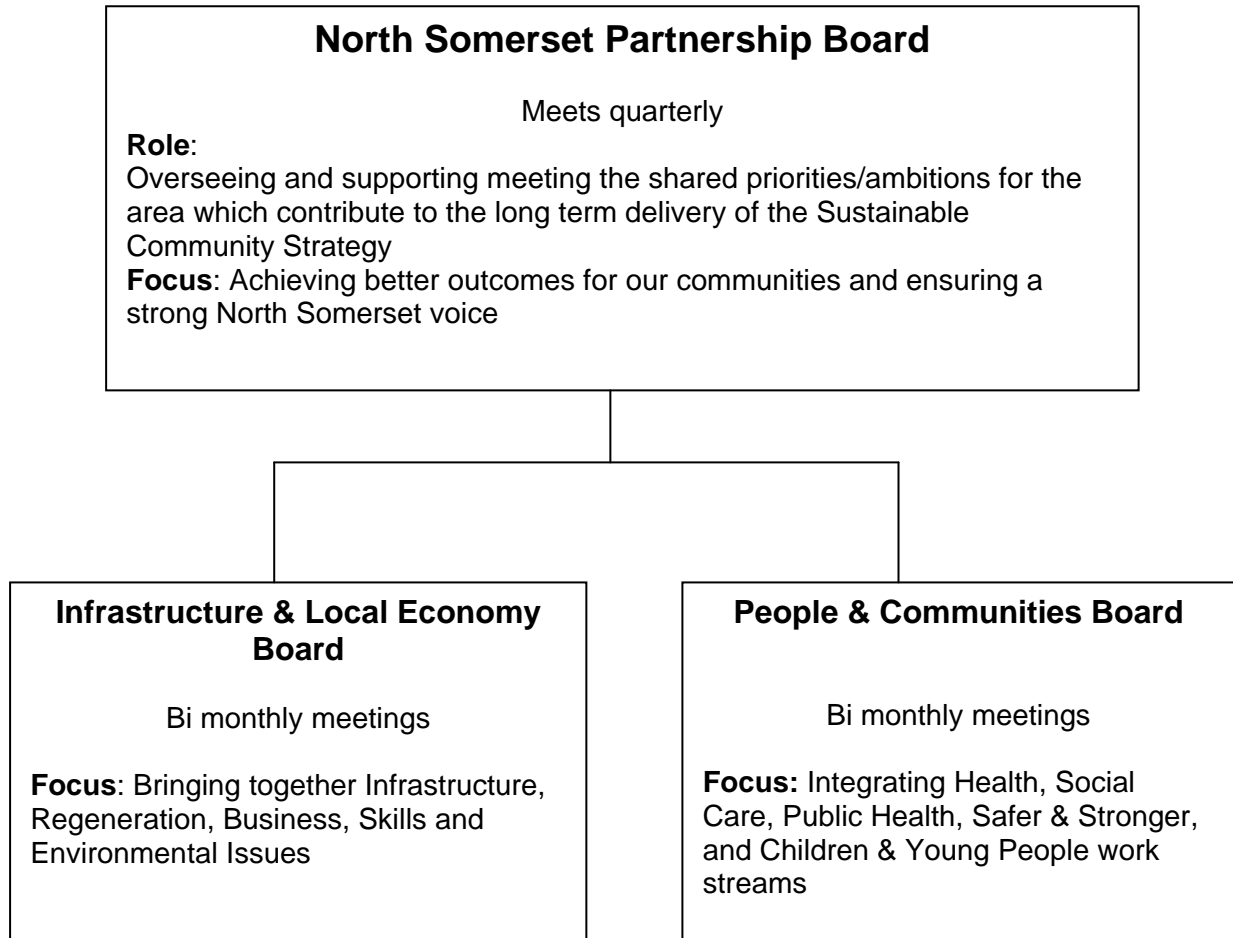 North Somerset Partnership Board
Meets quarterly
Role:
Overseeing and supporting meeting the shared priorities/ambitions for the
area which contribute to the long term delivery of the Sustainable
Community Strategy
Focus: Achieving better outcomes for our communities and ensuring a
strong North Somerset voice
Infrastructure & Local Economy
Board
Bi monthly meetings
Focus: Bringing together Infrastructure,
Regeneration, Business, Skills and
Environmental Issues
People & Communities Board
Bi monthly meetings
Focus: Integrating Health, Social
Care, Public Health, Safer & Stronger,
and Children & Young People work
streams